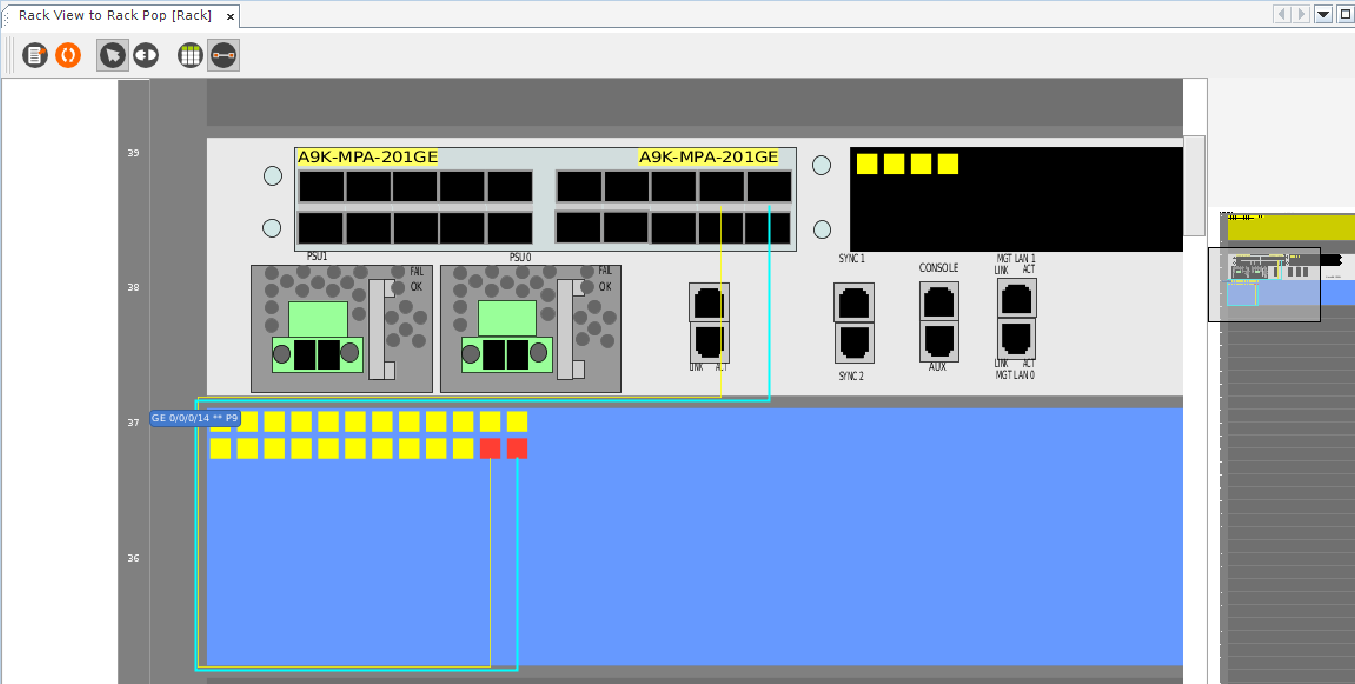 Rack View to Rack Pop [Rack] x
39
A9K-MPA-201GE A9K-MPA-201GE
PSU1 PSU0 SYNC 1 CONSOLE MGT LAN 1
LINK ACT
FAIL FAIL
38 OK OK
LINK ACT AUX LINK ACT
SYNC 2 MGT LAN 0
GE 0/0/0/14 ** P9
37
36